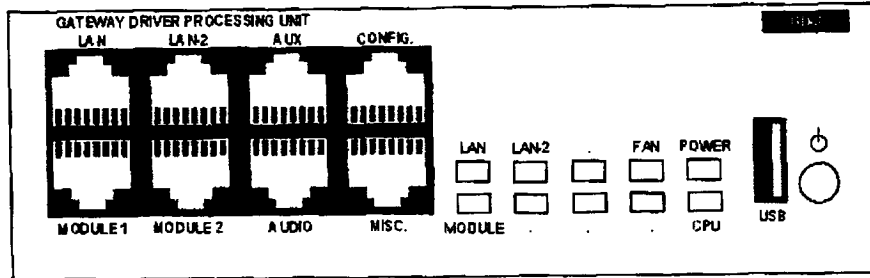 GATEWAY DRIVER PROCESSING UNIT
LAN LAN-2 AUX CONFIG.
LAN LAN-2 . FAN POWER
MODULE . . . CPU
USB
MODULE 1 MODULE 2 AUDIO MISC.